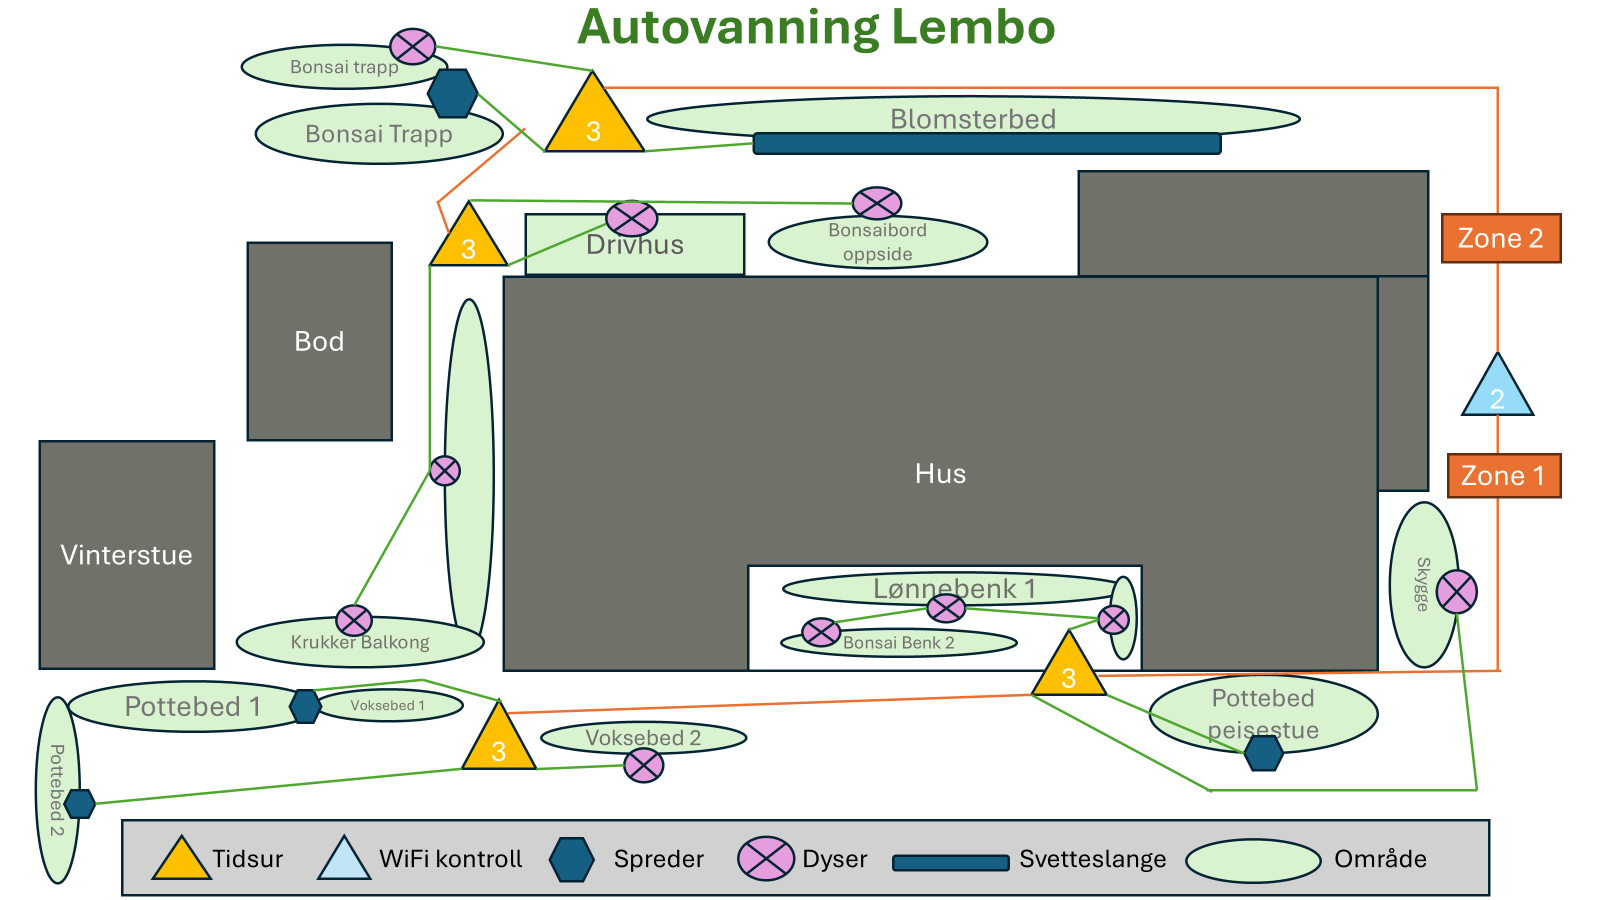 Autovanning Lembo
Bonsai trapp
Bonsai Trapp
3
Blomsterbed
3
Drivhus
Bonsaibord
oppside
Zone 2
Bod
2
Hus
Zone 1
Vinterstue
Skygge
Lønnebenk 1
Bonsai Benk 2
Krukker Balkong
3
Pottebed
peisestue
Pottebed 1
Voksebed 1
3
Voksebed 2
Pottebed 2
Tidsur
WiFi kontroll
Spreder
Dyser
Svetteslange
Område